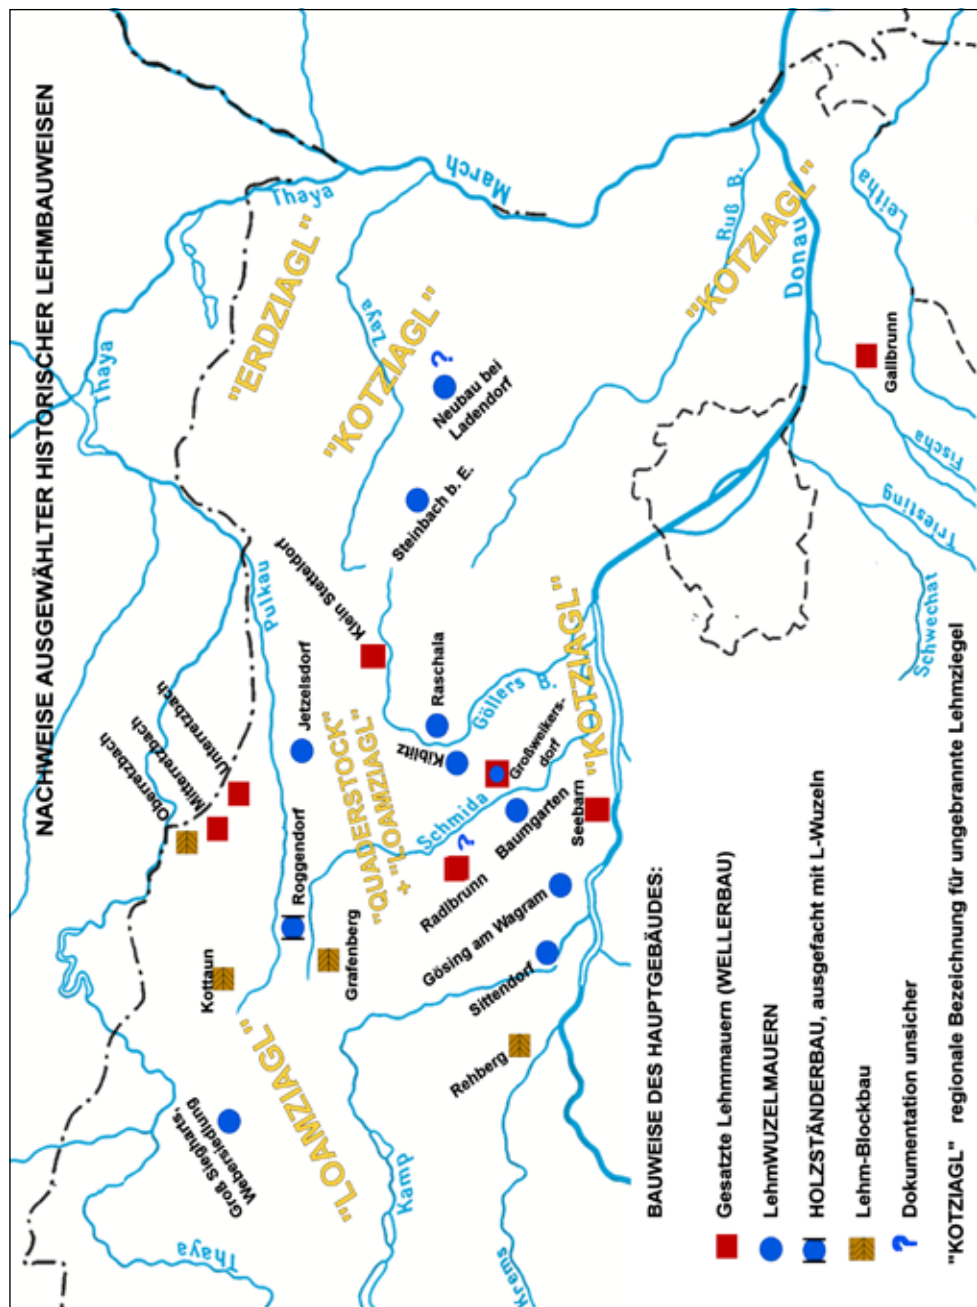 NACHWEISE AUSGEWÄHLTER HISTORISCHER LEHMBAUWEISEN
Thaya
Groß Siegharts,
Webersiedlung
Kottaun
Oberretzbach
(Mitterretzbach
Unterretzbach
Pulkau
Thaya
Thaya
"LOAMZIAGL"
Roggendorf
Jetzelsdorf
Grafenberg
"QUADERSTOCK"
+ "LOAMZIAGL"
Klein Stetteldorf
"ERDZIAGL"
"KOTZIAGL"
Zaya
March
Kamp
Radlbrunn
?
Schmida
Kiblitz
Raschala
Göllers B.
Steinbach b. E.
Neubau bei
Ladendorf
?
Krems
Rehberg
Sittendorf
Gösing am Wagram
Baumgarten
Großweikers-
dorf
Seebarn
"KOTZIAGL"
"KOTZIAGL"
Ruß B.
Donau
Schwechat
Triesting
Fischa
Gallbrunn
Leitha
BAUWEISE DES HAUPTGEBÄUDES:
Gesatzte Lehmmauern (WELLERBAU)
LehmWUZELMAUERN
HOLZSTÄNDERBAU, ausgefacht mit L-Wuzeln
Lehm-Blockbau
? Dokumentation unsicher
"KOTZIAGL" regionale Bezeichnung für ungebrannte Lehmziegel